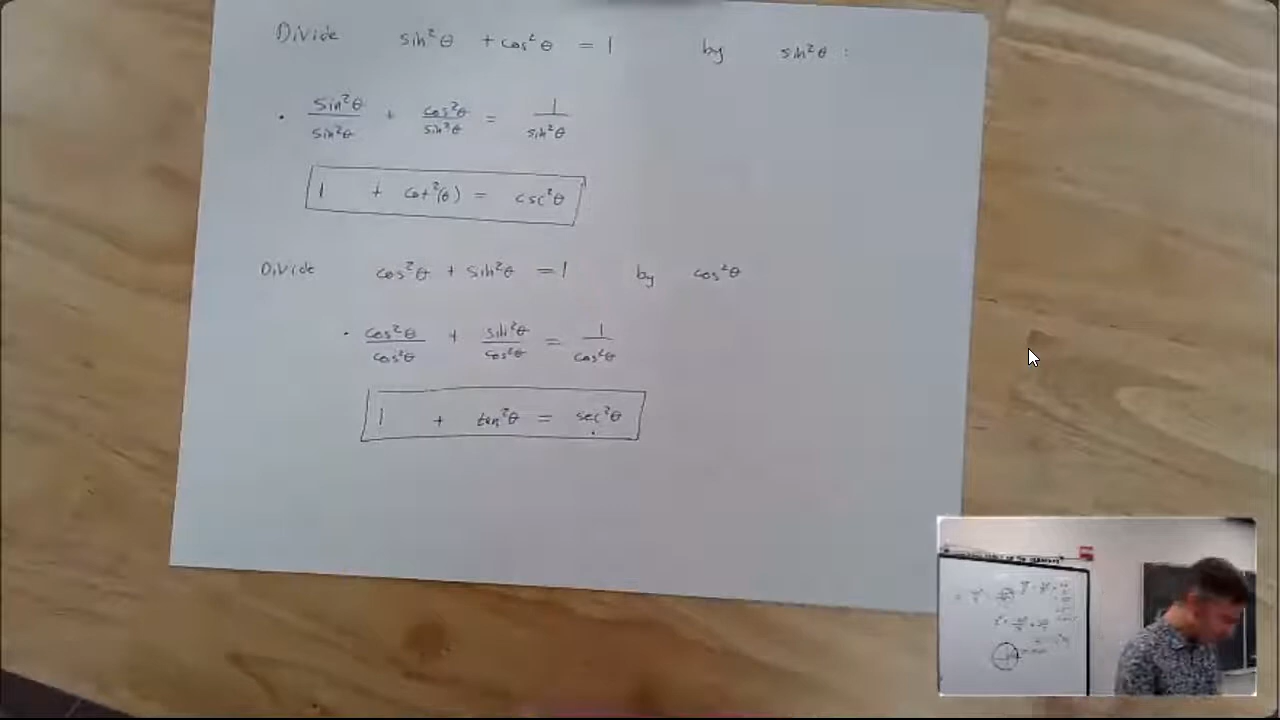 Divide sin²θ + cos²θ = 1 by sin²θ :
• sin²θ/sin²θ + cos²θ/sin²θ = 1/sin²θ
1 + cot²(θ) = csc²θ
Divide cos²θ + sin²θ = 1 by cos²θ
• cos²θ/cos²θ + sin²θ/cos²θ = 1/cos²θ
1 + tan²θ = sec²θ